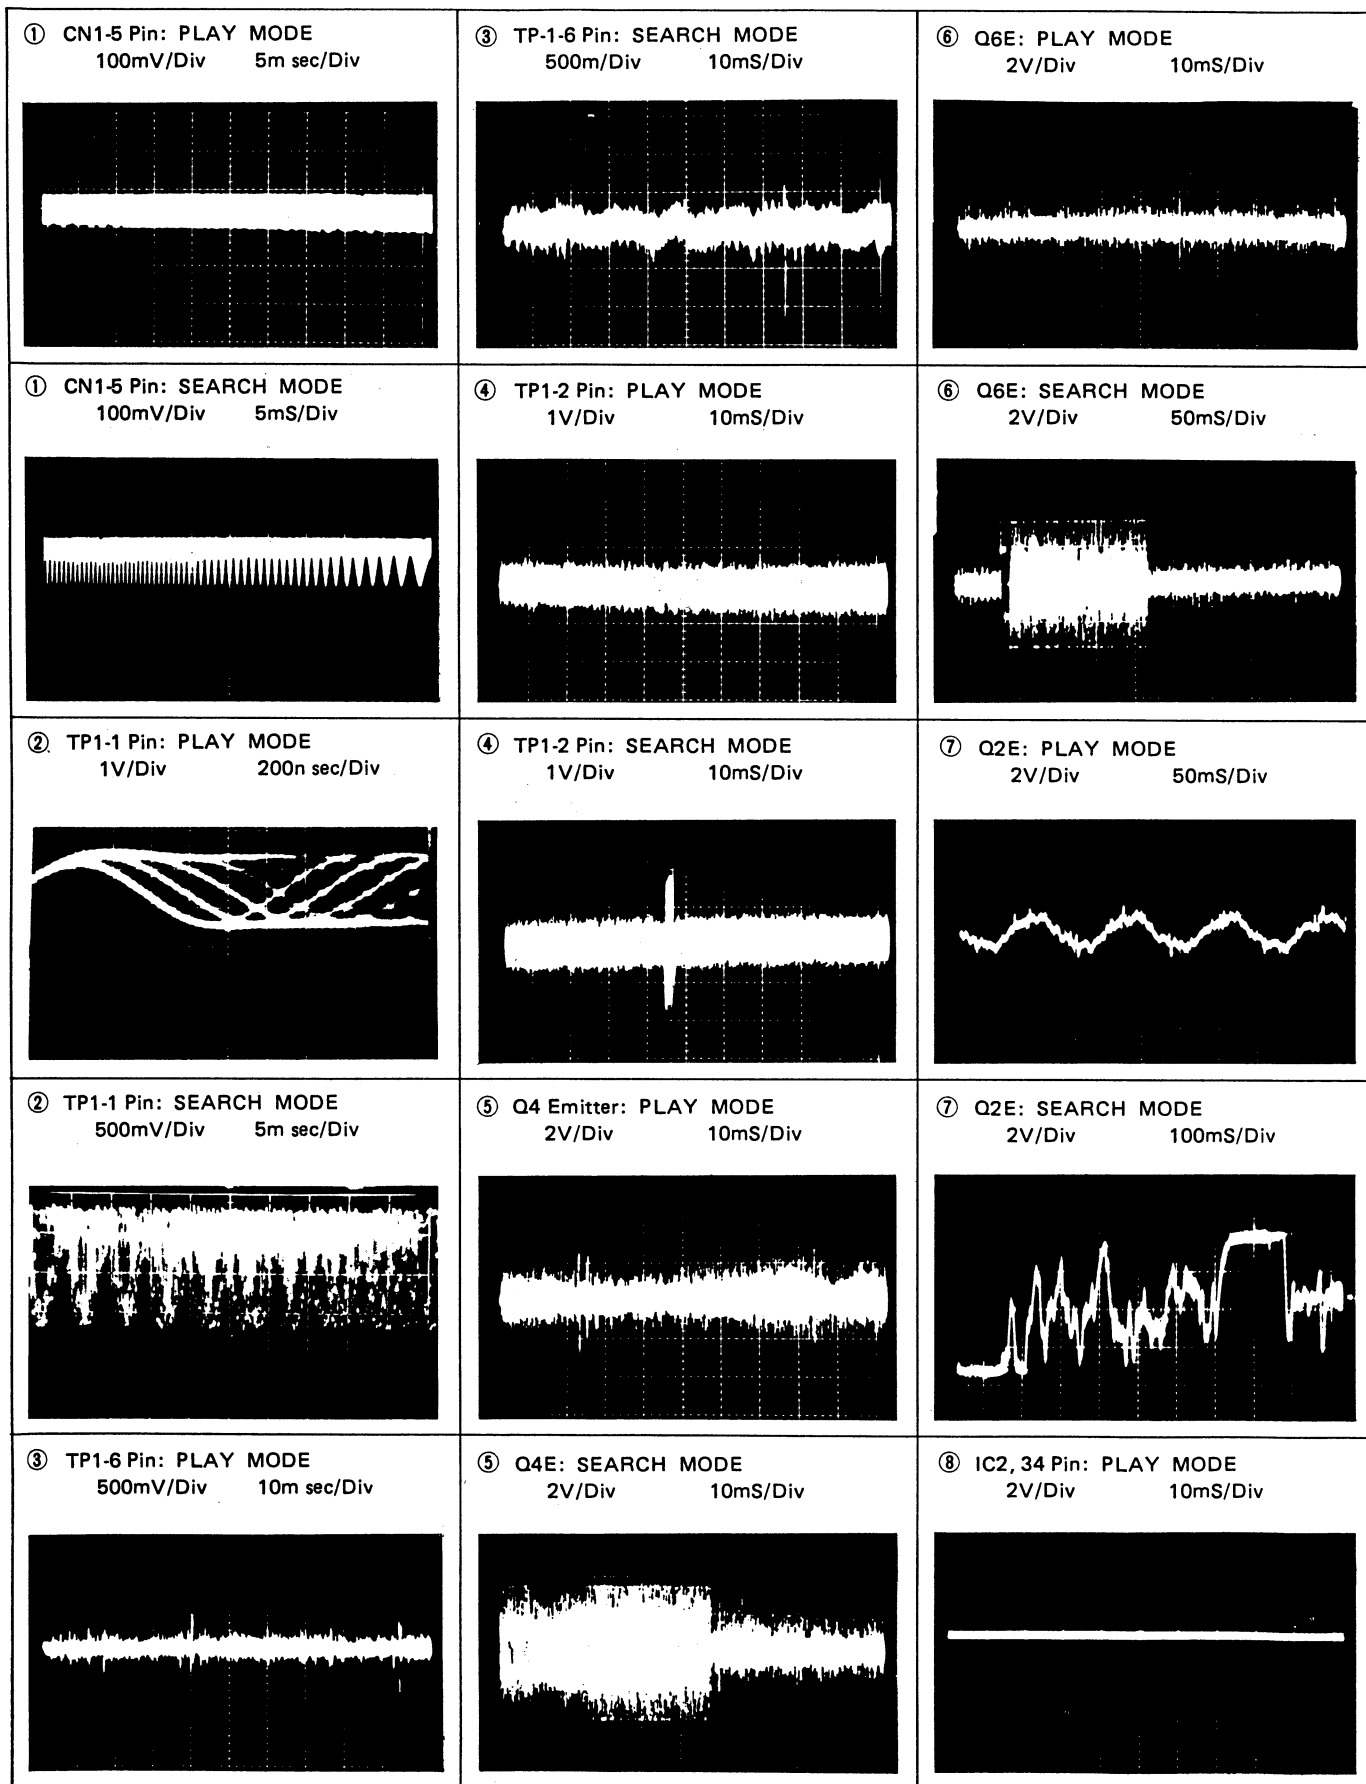 ① CN1-5 Pin: PLAY MODE
100mV/Div 5m sec/Div
① CN1-5 Pin: SEARCH MODE
100mV/Div 5mS/Div
② TP1-1 Pin: PLAY MODE
1V/Div 200n sec/Div
② TP1-1 Pin: SEARCH MODE
500mV/Div 5m sec/Div
③ TP1-6 Pin: PLAY MODE
500mV/Div 10m sec/Div
③ TP-1-6 Pin: SEARCH MODE
500m/Div 10mS/Div
④ TP1-2 Pin: PLAY MODE
1V/Div 10mS/Div
④ TP1-2 Pin: SEARCH MODE
1V/Div 10mS/Div
⑤ Q4 Emitter: PLAY MODE
2V/Div 10mS/Div
⑤ Q4E: SEARCH MODE
2V/Div 10mS/Div
⑥ Q6E: PLAY MODE
2V/Div 10mS/Div
⑥ Q6E: SEARCH MODE
2V/Div 50mS/Div
⑦ Q2E: PLAY MODE
2V/Div 50mS/Div
⑦ Q2E: SEARCH MODE
2V/Div 100mS/Div
⑧ IC2, 34 Pin: PLAY MODE
2V/Div 10mS/Div